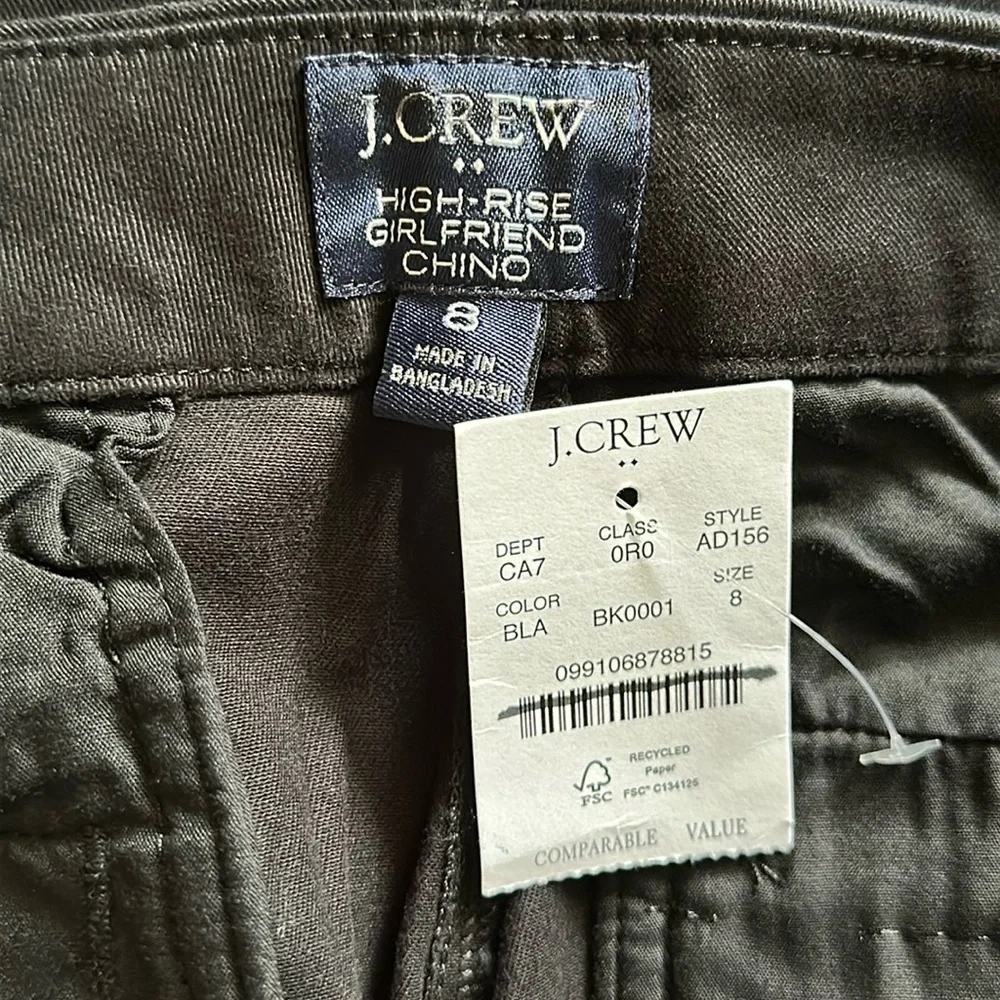 J.CREW
HIGH-RISE
GIRLFRIEND
CHINO
8
MADE IN
BANGLADESH
J.CREW
DEPT CLASS STYLE
CA7 0R0 AD156
COLOR SIZE
BLA BK0001 8
099106878815
FSC™
RECYCLED
Paper
FSC® C134125
COMPARABLE VALUE